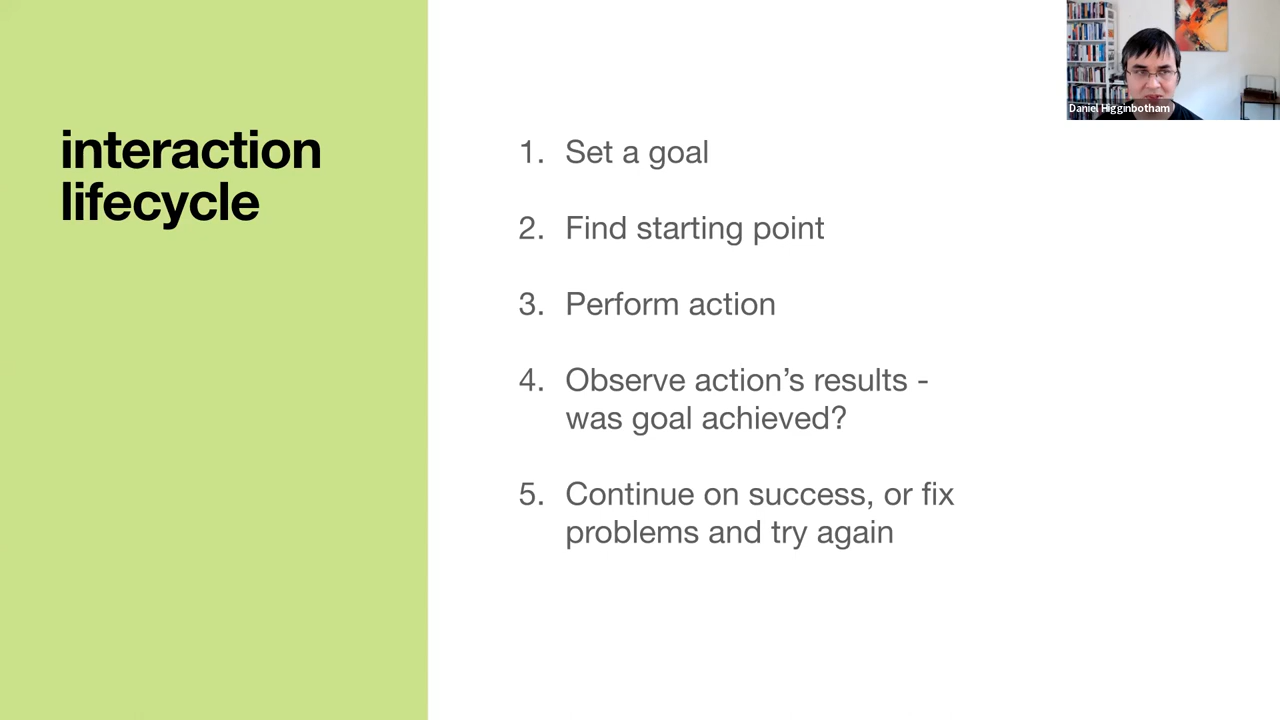 interaction
lifecycle
1. Set a goal
2. Find starting point
3. Perform action
4. Observe action’s results -
was goal achieved?
5. Continue on success, or fix
problems and try again
Daniel Higginbotham